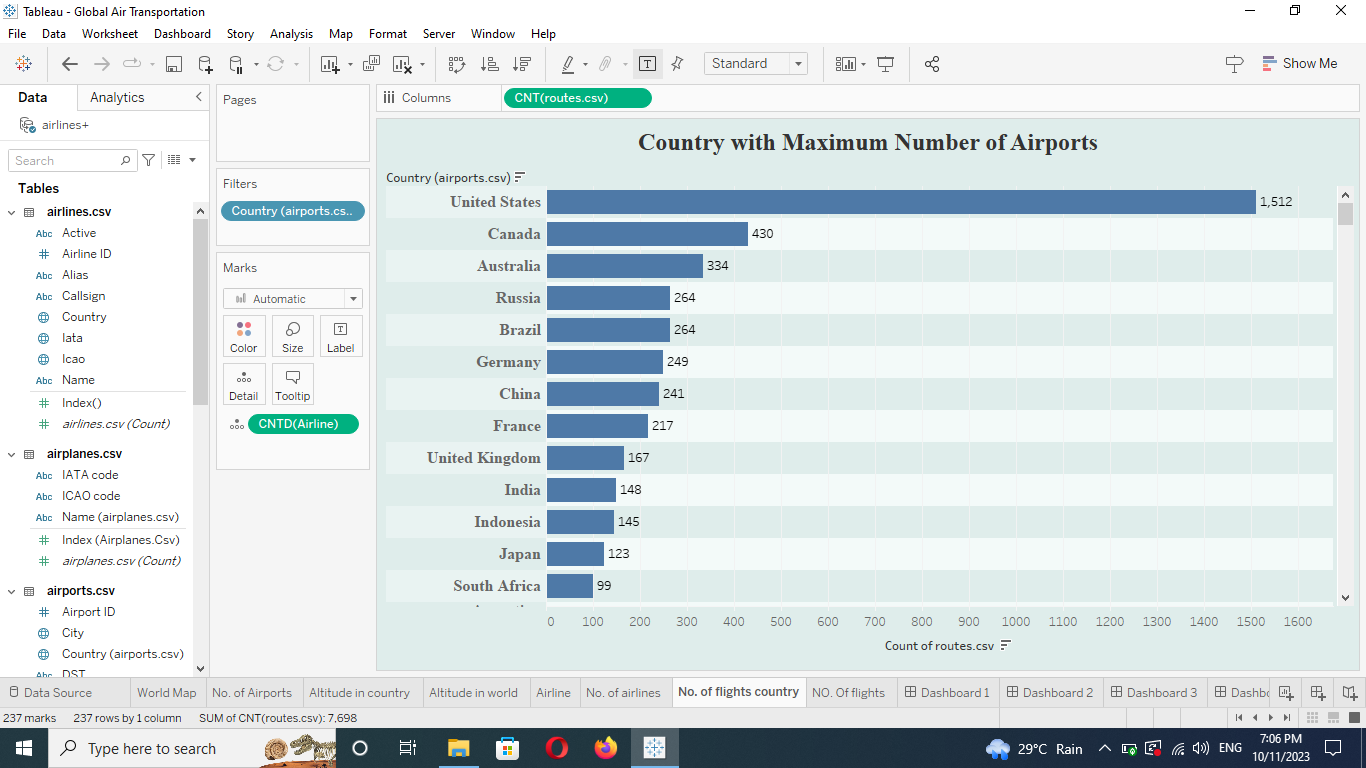 Tableau - Global Air Transportation
File Data Worksheet Dashboard Story Analysis Map Format Server Window Help
Standard
Show Me
Data Analytics
airlines+
Search
Tables
airlines.csv
Abc Active
# Airline ID
Abc Alias
Abc Callsign
Country
Iata
Icao
Abc Name
# Index()
# airlines.csv (Count)
airplanes.csv
Abc IATA code
Abc ICAO code
Abc Name (airplanes.csv)
# Index (Airplanes.Csv)
# airplanes.csv (Count)
airports.csv
# Airport ID
City
Country (airports.csv)
Abc DST
Pages
Filters
Country (airports.cs..
Marks
Automatic
Color Size Label
Detail Tooltip
CNTD(Airline)
Columns CNT(routes.csv)
Country with Maximum Number of Airports
Country (airports.csv)
United States 1,512
Canada 430
Australia 334
Russia 264
Brazil 264
Germany 249
China 241
France 217
United Kingdom 167
India 148
Indonesia 145
Japan 123
South Africa 99
0 100 200 300 400 500 600 700 800 900 1000 1100 1200 1300 1400 1500 1600
Count of routes.csv
Data Source World Map No. of Airports Altitude in country Altitude in world Airline No. of airlines No. of flights country NO. Of flights Dashboard 1 Dashboard 2 Dashboard 3 Dashbo
237 marks 237 rows by 1 column SUM of CNT(routes.csv): 7,698
Type here to search
29°C Rain ENG
7:06 PM
10/11/2023